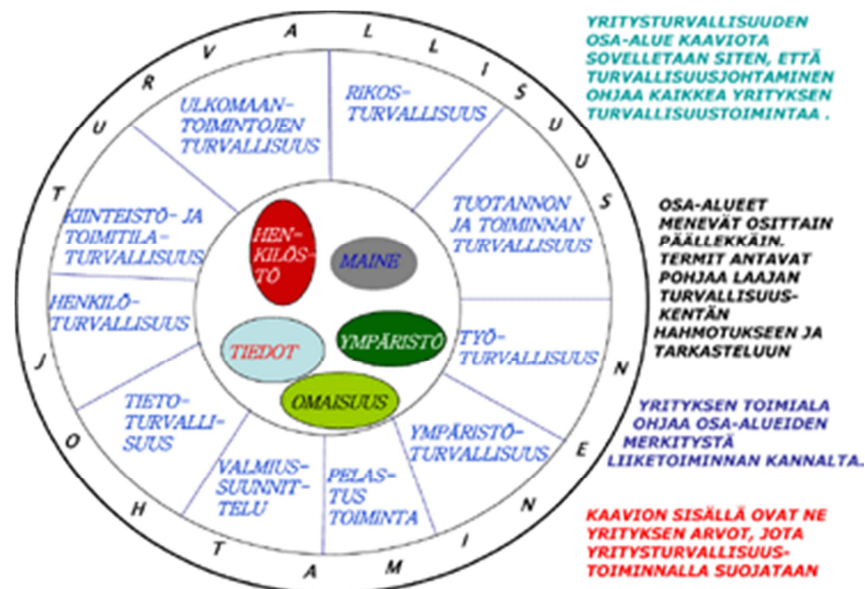 TURVALLISUUSJOHTAMINEN
ULKOMAAN-
TOIMINTOJEN
TURVALLISUUS
RIKOS-
TURVALLISUUS
TUOTANNON
JA TOIMINNAN
TURVALLISUUS
TYÖ-
TURVALLISUUS
YMPÄRISTÖ-
TURVALLISUUS
PELAS-
TUS
TOIMINTA
VALMIUS-
SUUNNIT-
TELU
TIETO-
TURVALLI-
SUUS
HENKILÖ-
TURVALLISUUS
KIINTEISTÖ- JA
TOIMITILA-
TURVALLISUUS
HEN-
KILÖS-
TÖ
MAINE
TIEDOT
YMPÄRISTÖ
OMAISUUS
YRITYSTURVALLISUUDEN
OSA-ALUE KAAVIOTA
SOVELLETAAN SITEN, ETTÄ
TURVALLISUUSJOHTAMINEN
OHJAA KAIKKEA YRITYKSEN
TURVALLISUUSTOIMINTAA .
OSA-ALUEET
MENEVÄT OSITTAIN
PÄÄLLEKKÄIN.
TERMIT ANTAVAT
POHJAA LAAJAN
TURVALLISUUS-
KENTÄN
HAHMOTUKSEEN JA
TARKASTELUUN
YRITYKSEN TOIMIALA
OHJAA OSA-ALUEIDEN
MERKITYSTÄ
LIIKETOIMINNAN KANNALTA.
KAAVION SISÄLLÄ OVAT NE
YRITYKSEN ARVOT, JOTA
YRITYSTURVALLISUUS-
TOIMINNALLA SUOJATAAN